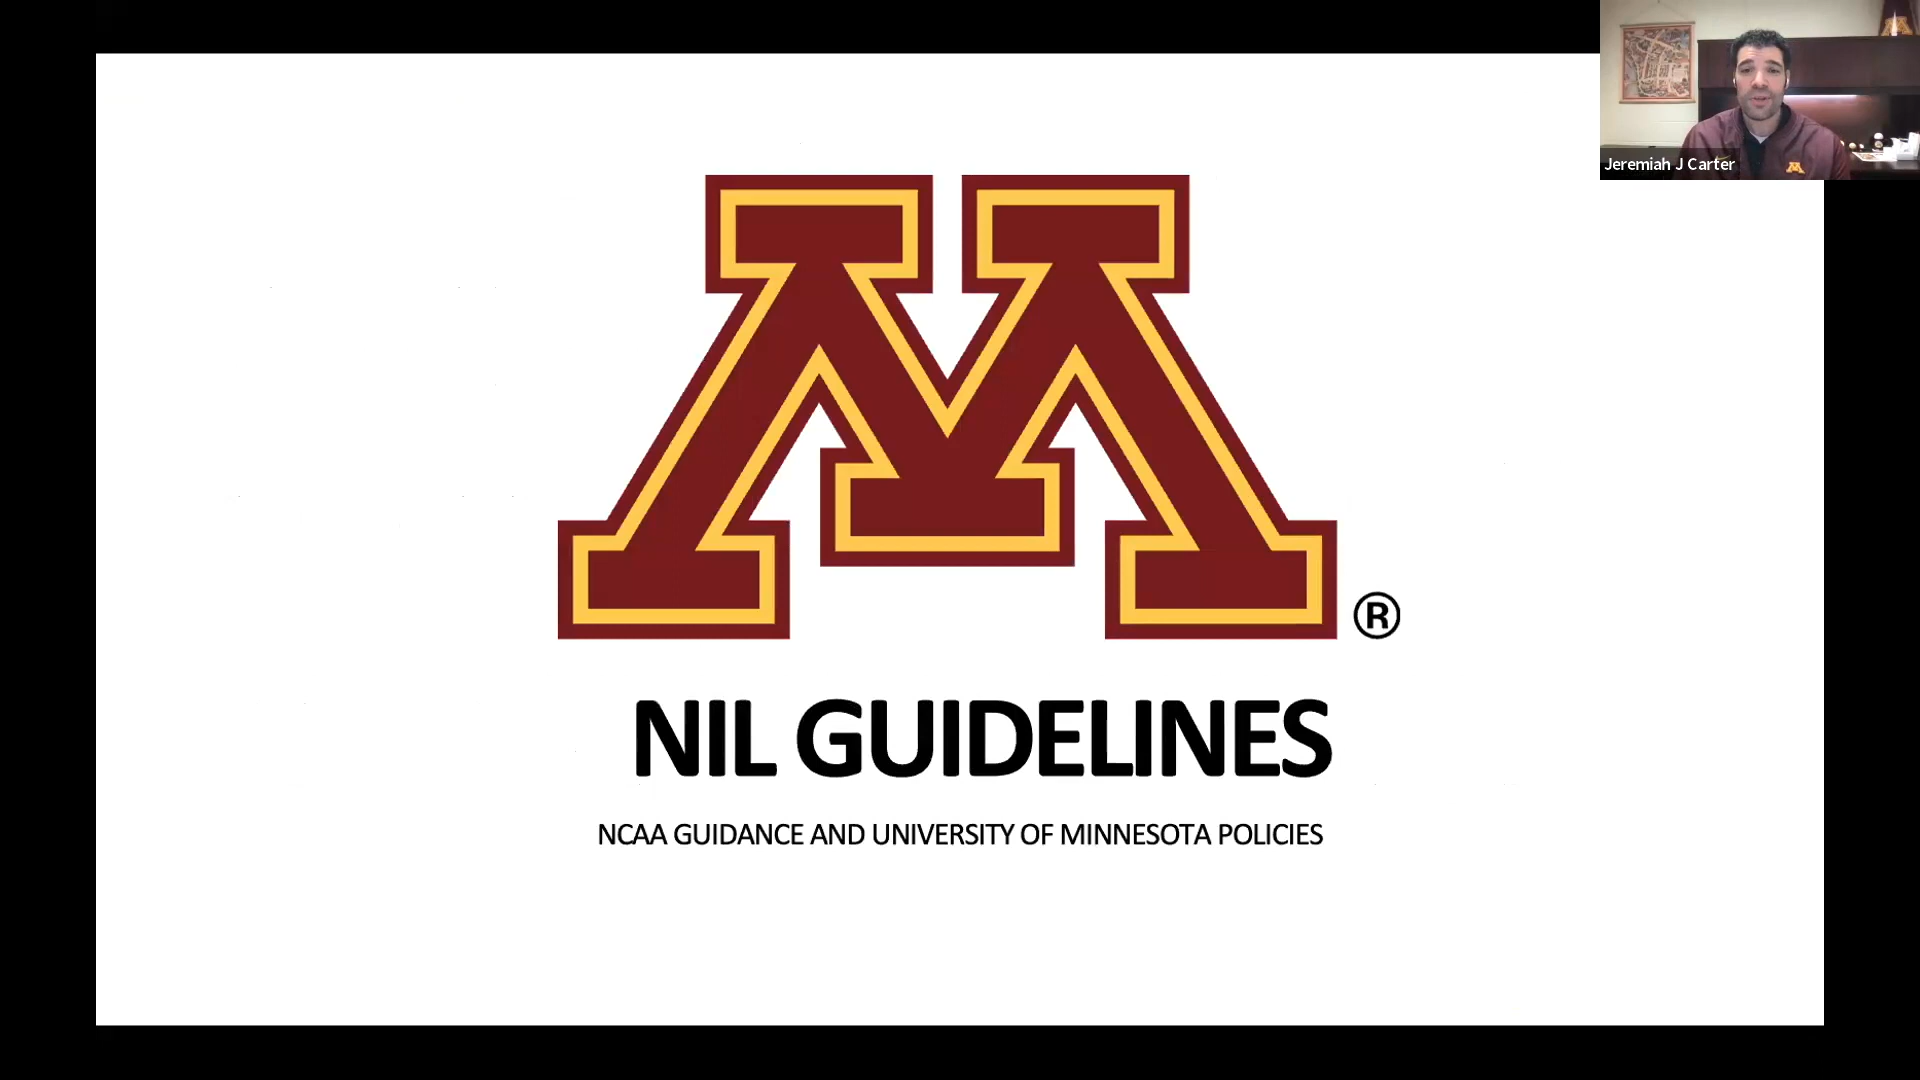 Jeremiah J Carter
M
®
NIL GUIDELINES
NCAA GUIDANCE AND UNIVERSITY OF MINNESOTA POLICIES